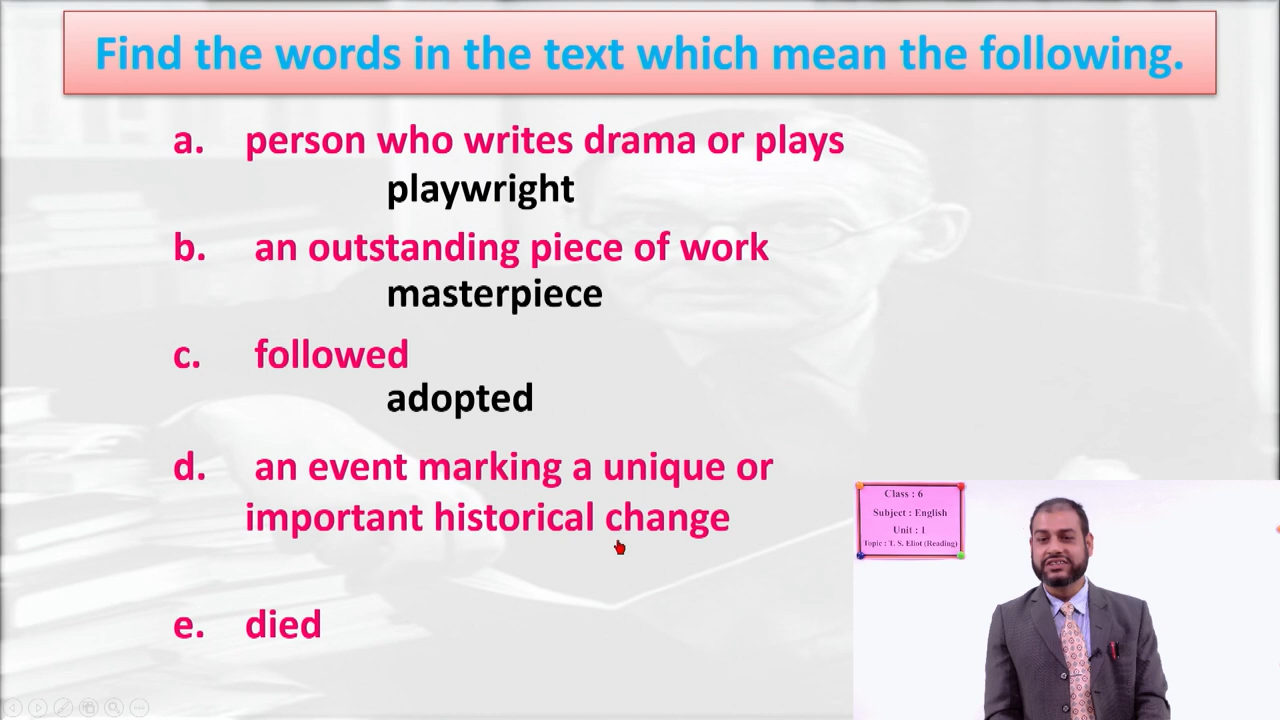 Find the words in the text which mean the following.
a. person who writes drama or plays
playwright
b. an outstanding piece of work
masterpiece
c. followed
adopted
d. an event marking a unique or
important historical change
e. died
Class : 6
Subject : English
Unit : 1
Topic : T. S. Eliot (Reading)